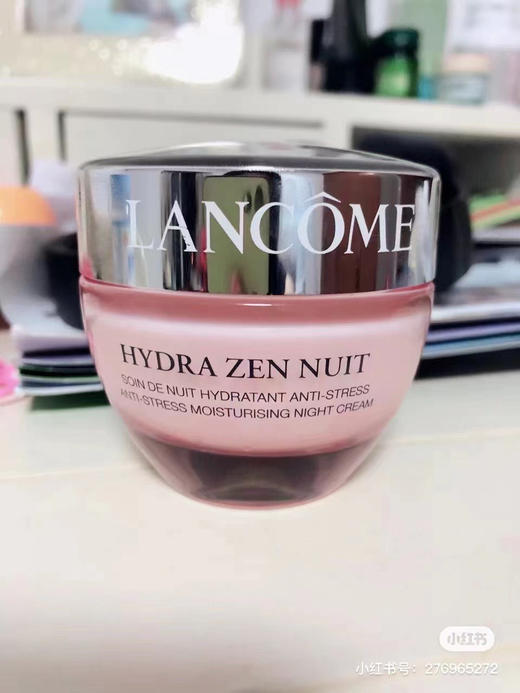 LANCÔME
HYDRA ZEN NUIT
SOIN DE NUIT HYDRATANT ANTI-STRESS
ANTI-STRESS MOISTURISING NIGHT CREAM
小红书
小红书号：276965272